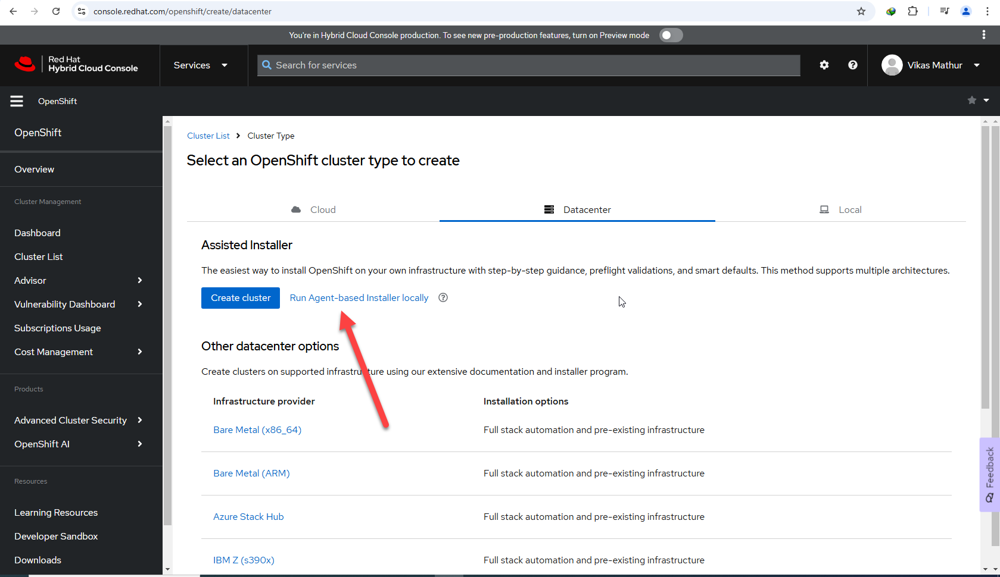 console.redhat.com/openshift/create/datacenter
You're in Hybrid Cloud Console production. To see new pre-production features, turn on Preview mode
Red Hat
Hybrid Cloud Console
Services
Search for services
Vikas Mathur
OpenShift
OpenShift
Overview
Cluster Management
Dashboard
Cluster List
Advisor
Vulnerability Dashboard
Subscriptions Usage
Cost Management
Products
Advanced Cluster Security
OpenShift AI
Resources
Learning Resources
Developer Sandbox
Downloads
Cluster List > Cluster Type
Select an OpenShift cluster type to create
Cloud
Datacenter
Local
Assisted Installer
The easiest way to install OpenShift on your own infrastructure with step-by-step guidance, preflight validations, and smart defaults. This method supports multiple architectures.
Create cluster Run Agent-based Installer locally
Other datacenter options
Create clusters on supported infrastructure using our extensive documentation and installer program.
Infrastructure provider Installation options
Bare Metal (x86_64) Full stack automation and pre-existing infrastructure
Bare Metal (ARM) Full stack automation and pre-existing infrastructure
Azure Stack Hub Full stack automation and pre-existing infrastructure
IBM Z (s390x) Full stack automation and pre-existing infrastructure
Feedback